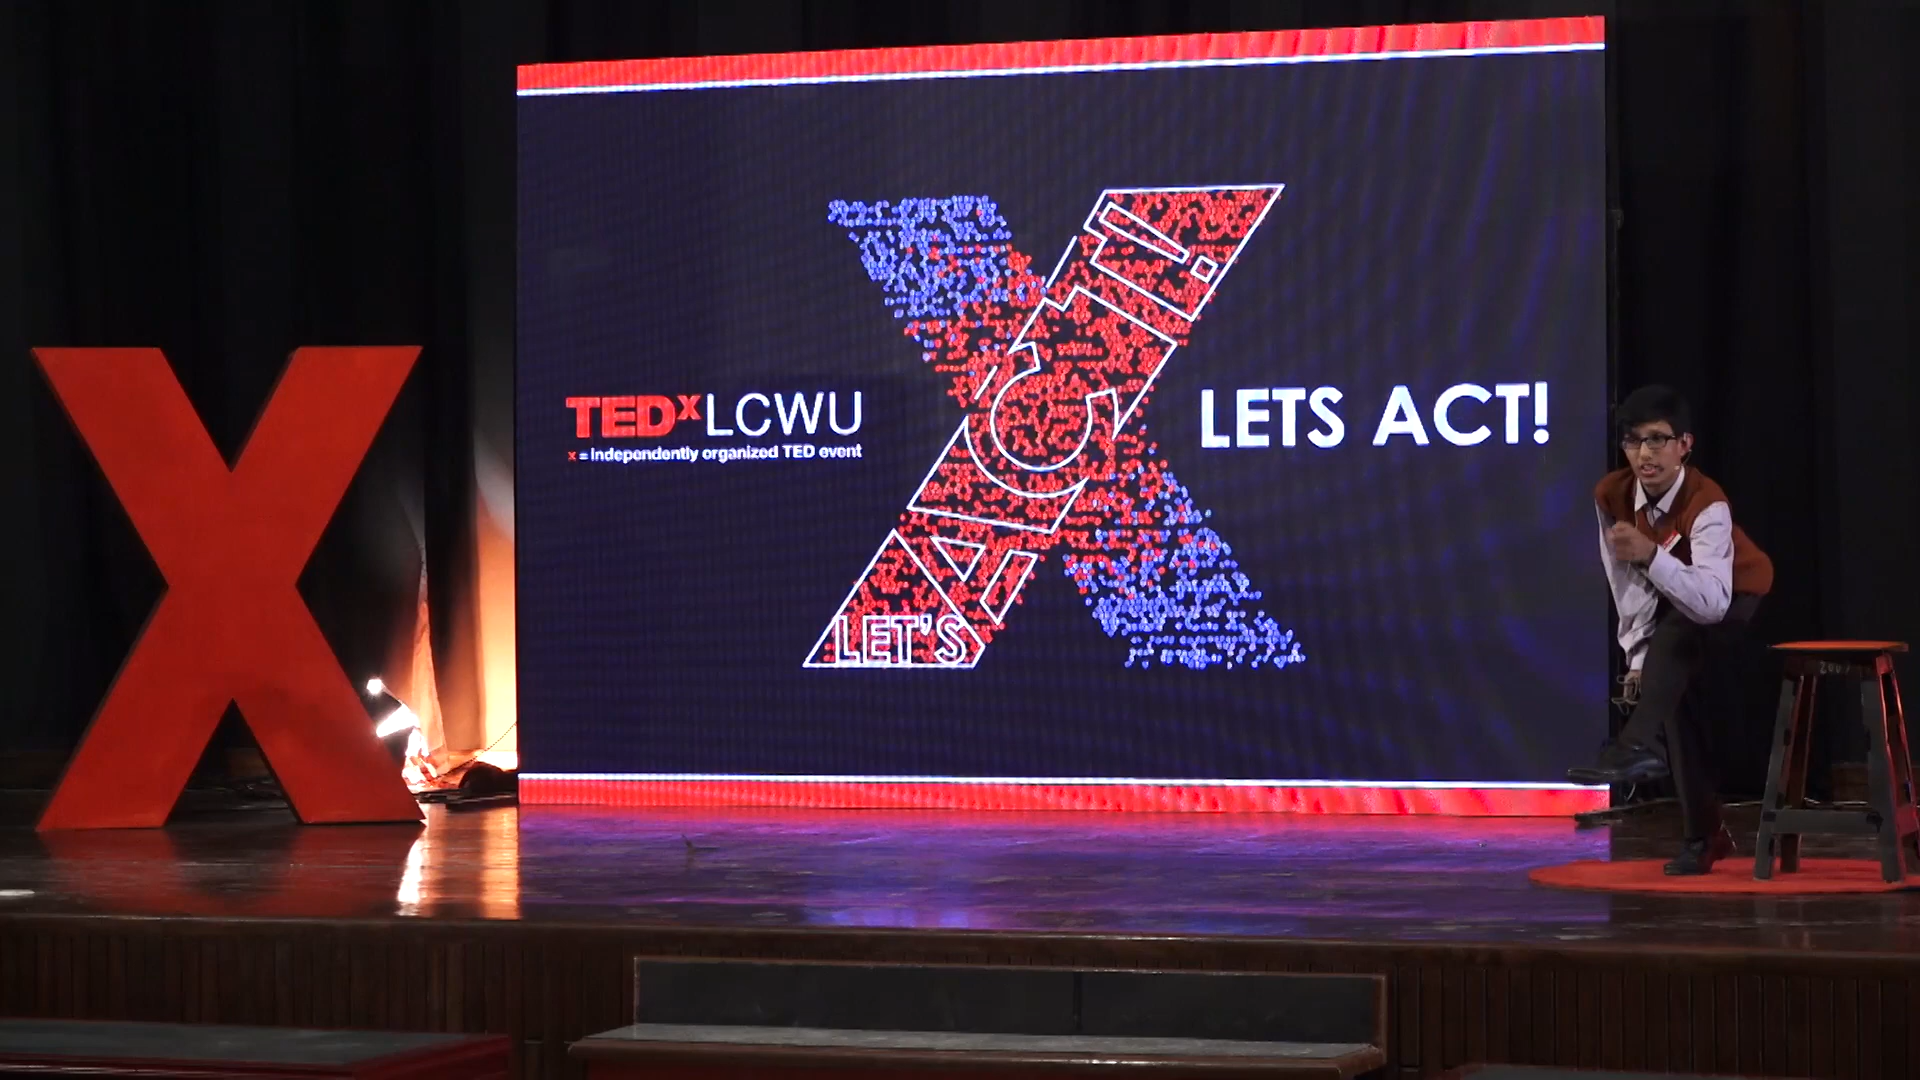 TEDxLCWU
x = independently organized TED event
LET'S
ACT!
LETS ACT!
X